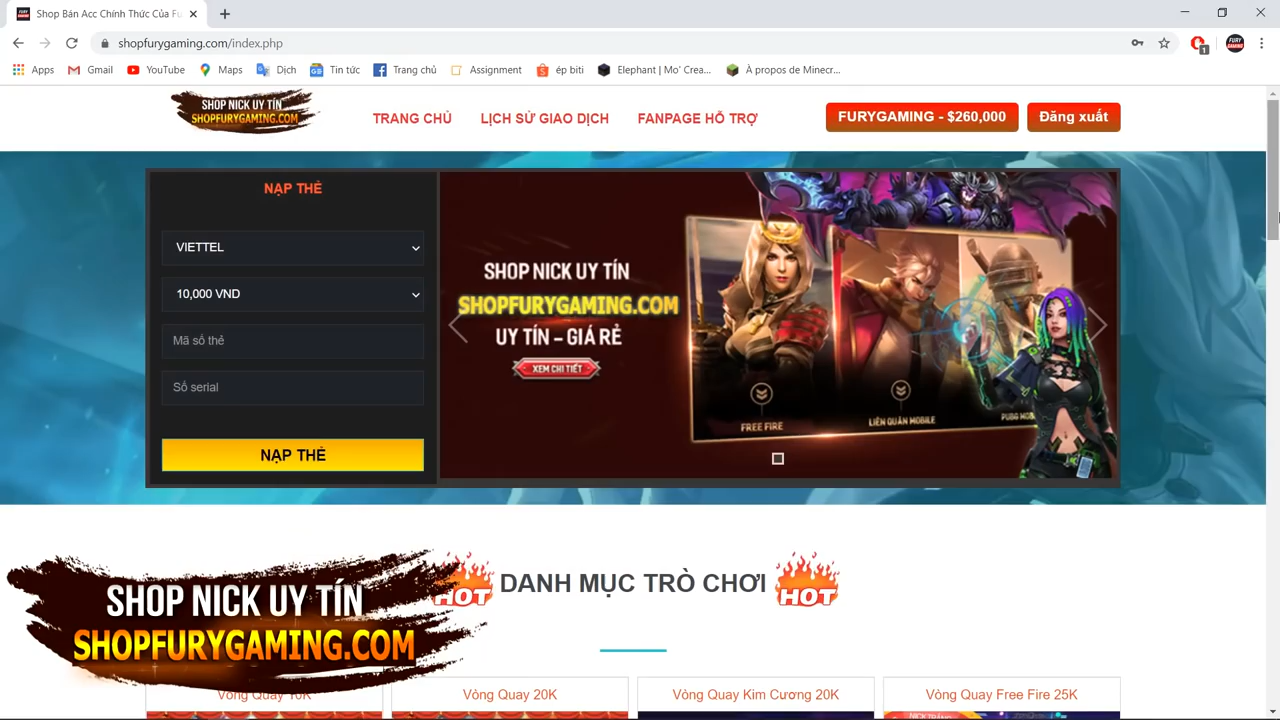 Shop Bán Acc Chính Thức Của Fu
shopfurygaming.com/index.php
Apps
Gmail
YouTube
Maps
Dịch
Tin tức
Trang chủ
Assignment
ép biti
Elephant | Mo' Crea...
À propos de Minecr...
FURY GAMING
1
SHOP NICK UY TÍN
SHOPFURYGAMING.COM
TRANG CHỦ
LỊCH SỬ GIAO DỊCH
FANPAGE HỖ TRỢ
FURYGAMING - $260,000
Đăng xuất
NẠP THẺ
VIETTEL
10,000 VND
Mã số thẻ
Số serial
NẠP THẺ
SHOP NICK UY TÍN
SHOPFURYGAMING.COM
UY TÍN – GIÁ RẺ
XEM CHI TIẾT
FREE FIRE
LIÊN QUÂN MOBILE
PUBG MOB
HOT
DANH MỤC TRÒ CHƠI
HOT
SHOP NICK UY TÍN
SHOPFURYGAMING.COM
Vòng Quay 10K
Vòng Quay 20K
Vòng Quay Kim Cương 20K
Vòng Quay Free Fire 25K
NICK TRẮNG